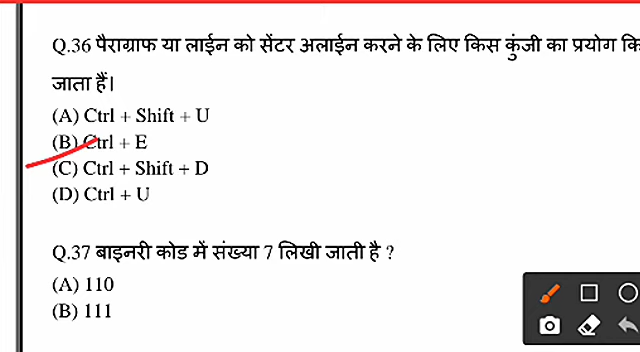 Q.36 पैराग्राफ या लाईन को सेंटर अलाईन करने के लिए किस कुंजी का प्रयोग कि
जाता हैं।
(A) Ctrl + Shift + U
(B) Ctrl + E
(C) Ctrl + Shift + D
(D) Ctrl + U
Q.37 बाइनरी कोड में संख्या 7 लिखी जाती है ?
(A) 110
(B) 111